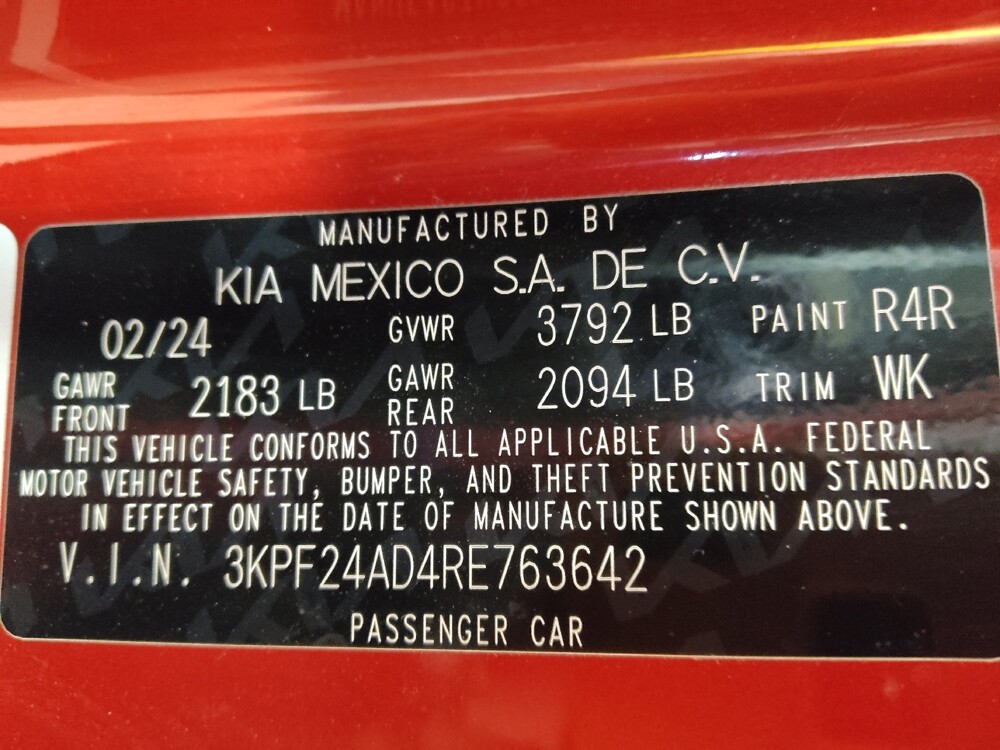 MANUFACTURED BY
KIA MEXICO S.A. DE C.V.
02/24 GVWR 3792 LB PAINT R4R
GAWR FRONT 2183 LB GAWR REAR 2094 LB TRIM WK
THIS VEHICLE CONFORMS TO ALL APPLICABLE U.S.A. FEDERAL
MOTOR VEHICLE SAFETY, BUMPER, AND THEFT PREVENTION STANDARDS
IN EFFECT ON THE DATE OF MANUFACTURE SHOWN ABOVE.
V.I.N. 3KPF24AD4RE763642
PASSENGER CAR